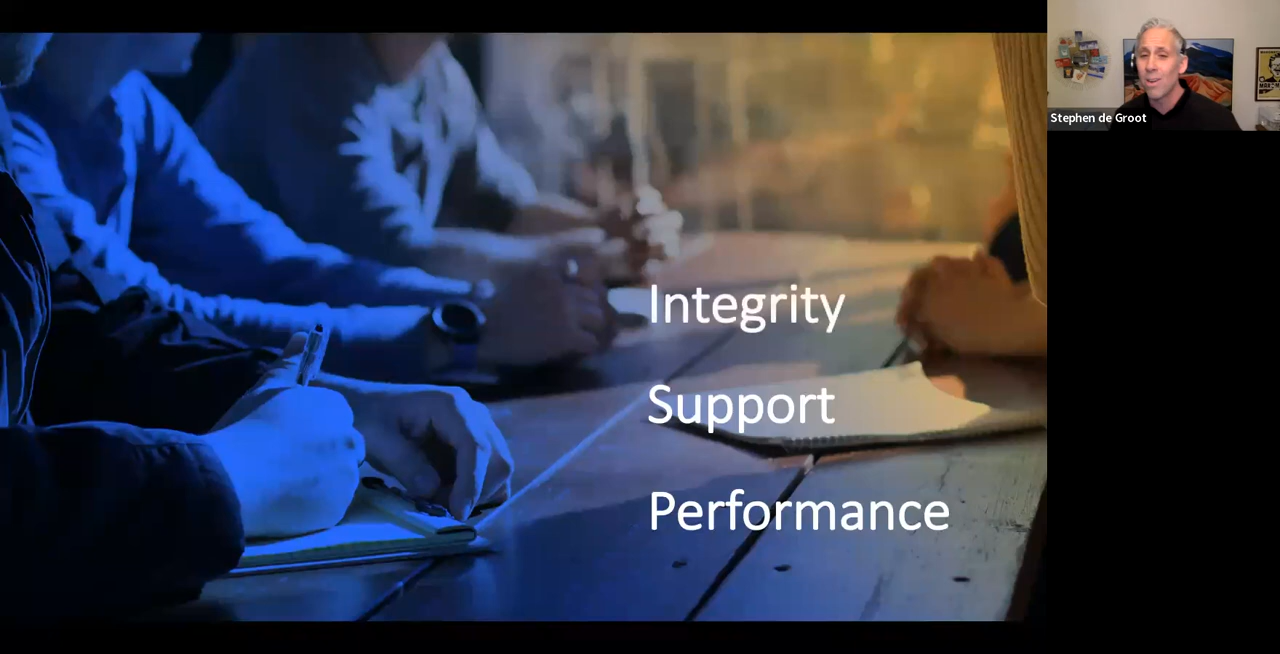 Integrity
Support
Performance
Stephen de Groot